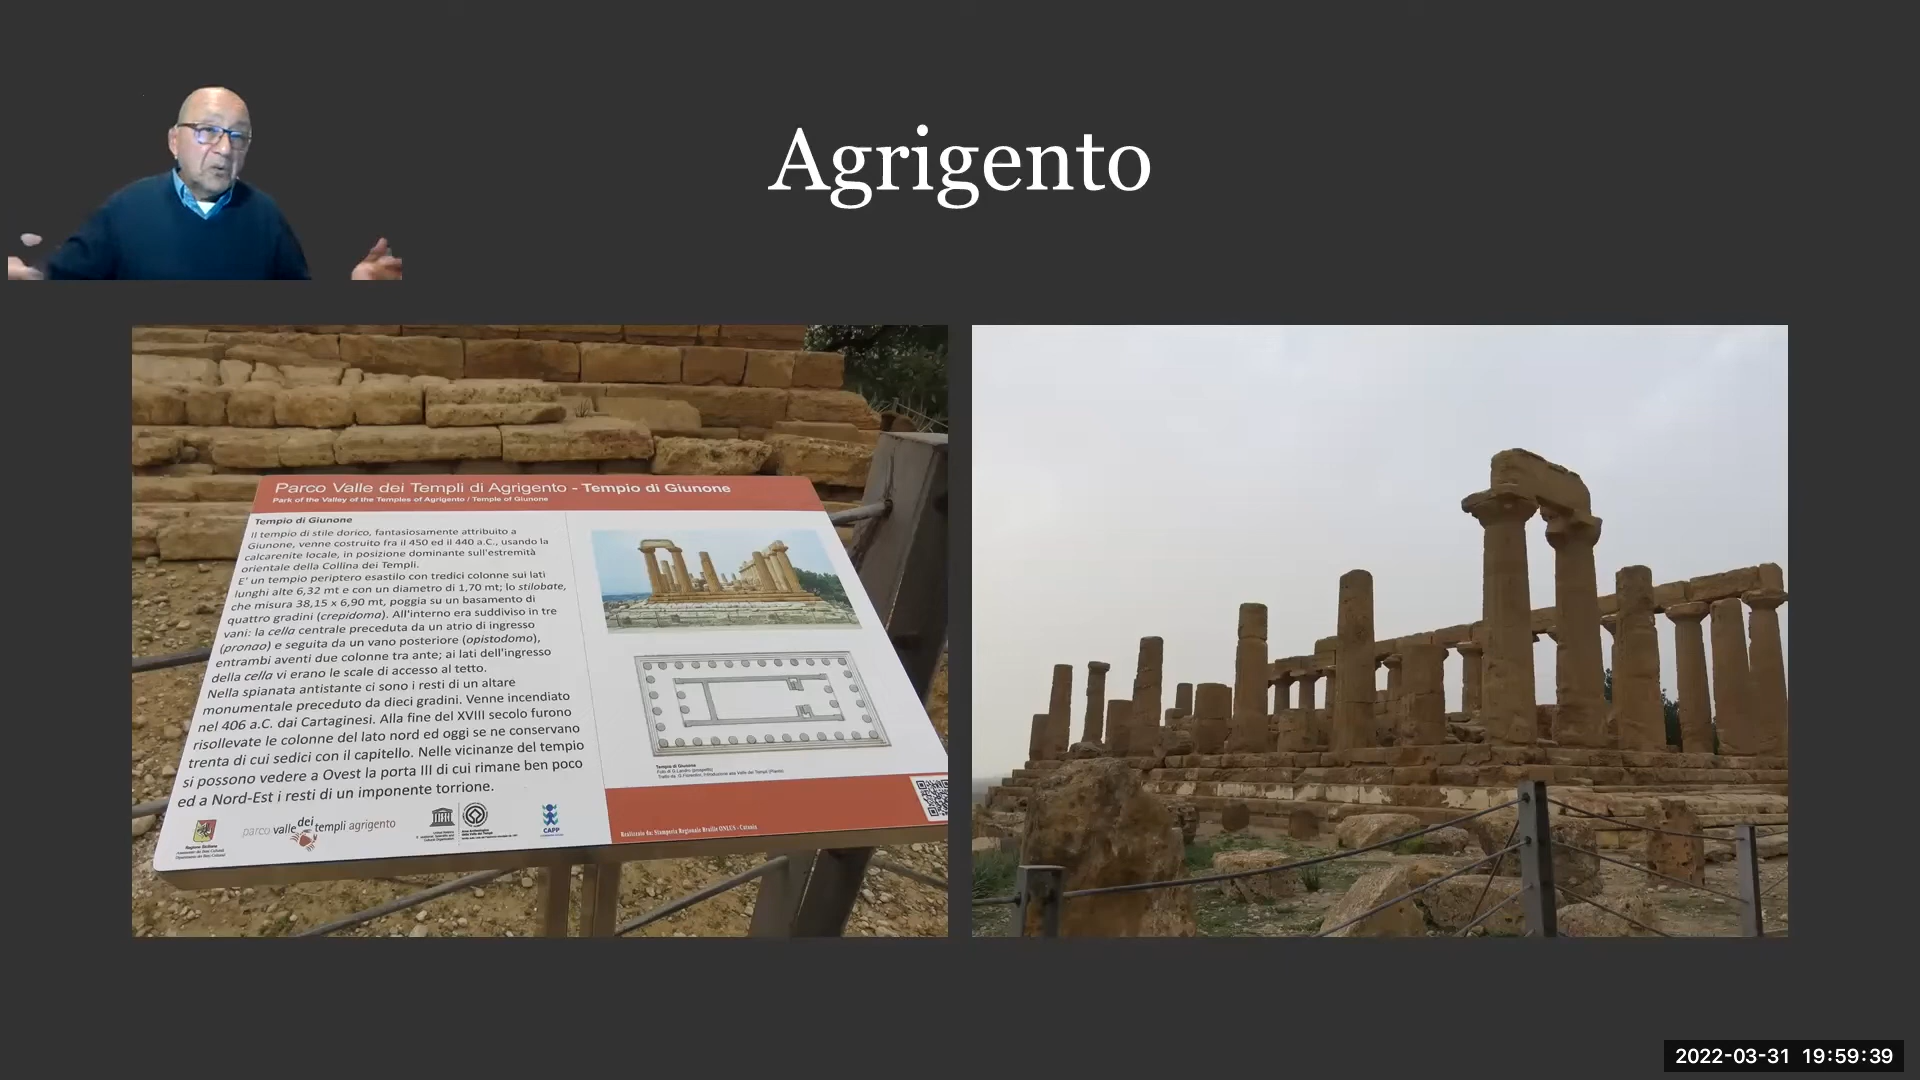 Agrigento
Parco Valle dei Templi di Agrigento - Tempio di Giunone
Park of the Valley of the Temples of Agrigento / Temple of Giunone
Tempio di Giunone
Il tempio di stile dorico, fantasiosamente attribuito a
Giunone, venne costruito fra il 450 ed il 440 a.C., usando la
calcarenite locale, in posizione dominante sull'estremità
orientale della Collina dei Templi.
E' un tempio periptero esastilo con tredici colonne sui lati
lunghi alte 6,32 mt e con un diametro di 1,70 mt; lo stilobate,
che misura 38,15 x 6,90 mt, poggia su un basamento di
quattro gradini (crepidoma). All'interno era suddiviso in tre
vani: la cella centrale preceduta da un atrio di ingresso
(pronao) e seguita da un vano posteriore (opistodomo),
entrambi aventi due colonne tra ante; ai lati dell'ingresso
della cella vi erano le scale di accesso al tetto.
Nella spianata antistante ci sono i resti di un altare
monumentale preceduto da dieci gradini. Venne incendiato
nel 406 a.C. dai Cartaginesi. Alla fine del XVIII secolo furono
risollevate le colonne del lato nord ed oggi se ne conservano
trenta di cui sedici con il capitello. Nelle vicinanze del tempio
si possono vedere a Ovest la porta III di cui rimane ben poco
ed a Nord-Est i resti di un imponente torrione.
Tempio di Giunone
Regione Siciliana
parco valle dei templi agrigento
CAPP
Realizzato da: Stamperia Regionale Braille ONLUS - Catania
2022-03-31 19:59:39